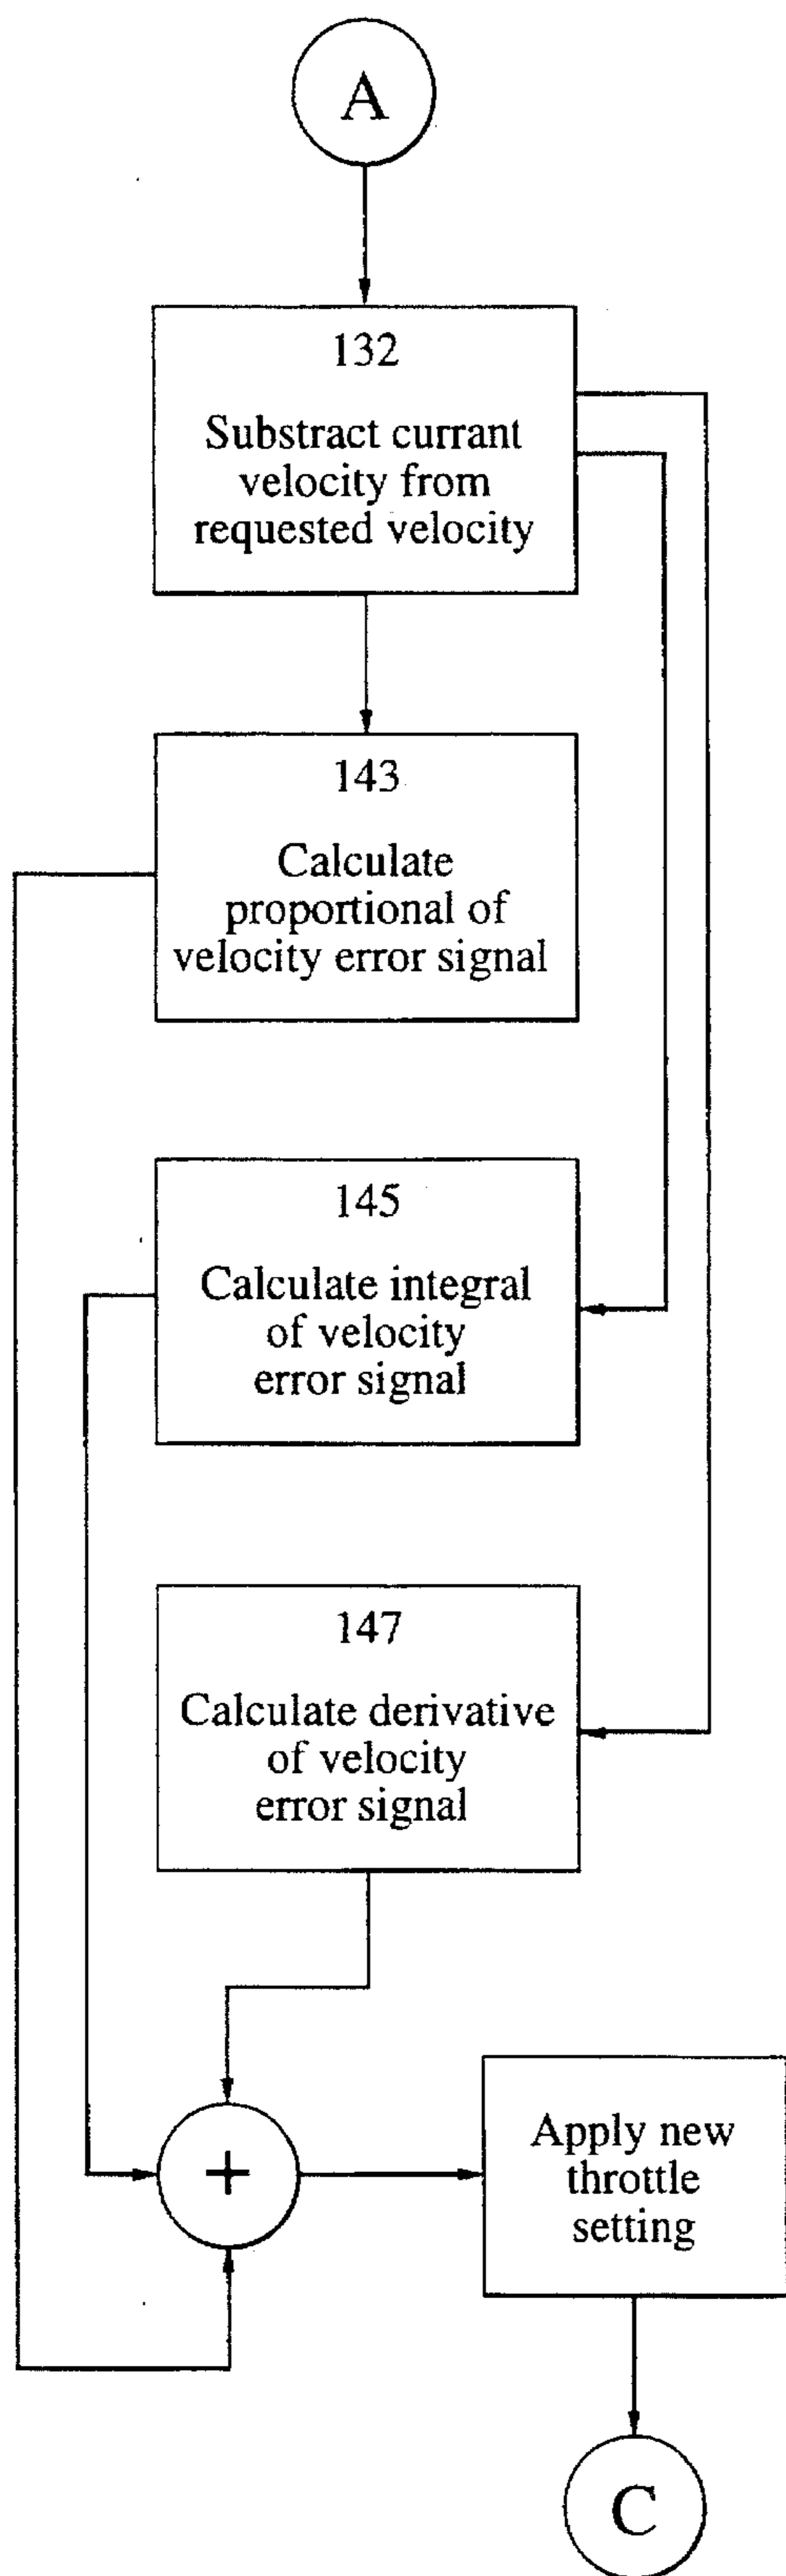 A
132
Substract currant
velocity from
requested velocity
143
Calculate
proportional of
velocity error signal
145
Calculate integral
of velocity
error signal
147
Calculate derivative
of velocity
error signal
+
Apply new
throttle
setting
C